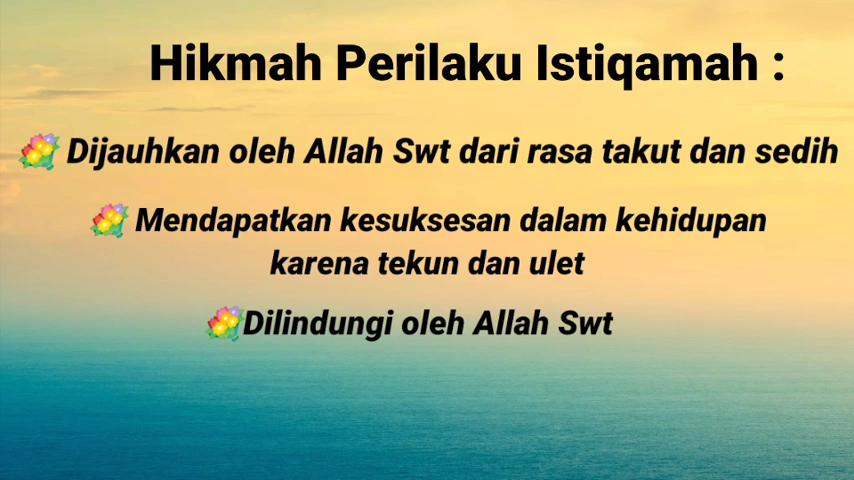 Hikmah Perilaku Istiqamah :
💐 Dijauhkan oleh Allah Swt dari rasa takut dan sedih
💐 Mendapatkan kesuksesan dalam kehidupan
karena tekun dan ulet
💐Dilindungi oleh Allah Swt